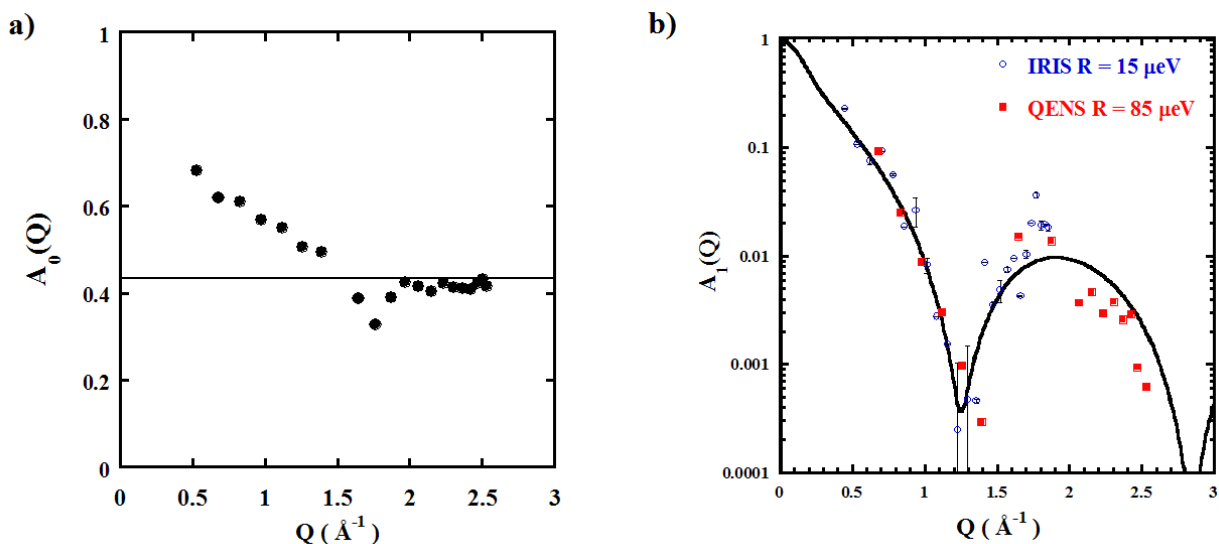 a)
1
0.8
0.6
0.4
0.2
0
A0(Q)
0 0.5 1 1.5 2 2.5 3
Q ( Å-1)
b)
1
0.1
0.01
0.001
0.0001
A1(Q)
IRIS R = 15 µeV
QENS R = 85 µeV
0 0.5 1 1.5 2 2.5 3
Q ( Å-1)